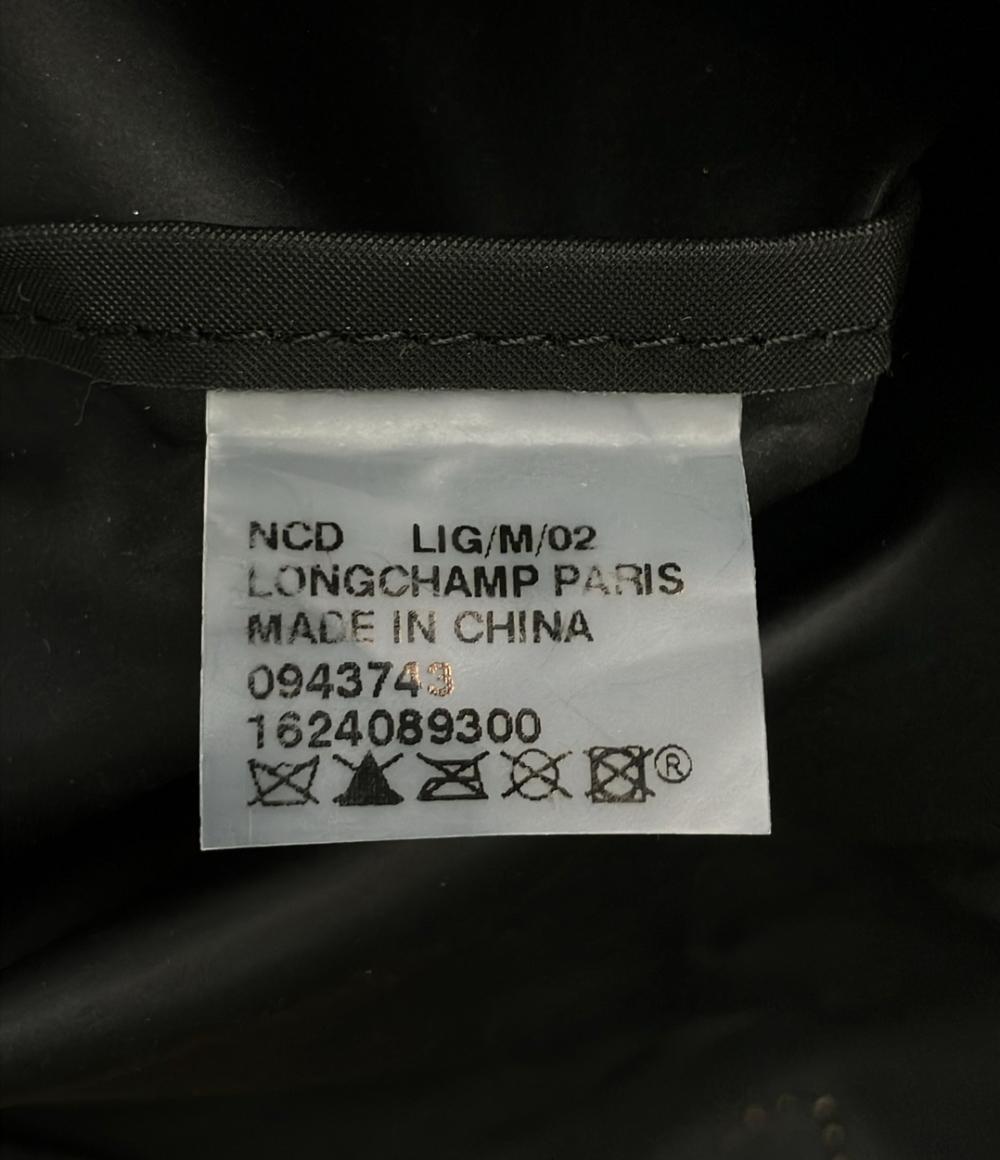 NCD LIG/M/02
LONGCHAMP PARIS
MADE IN CHINA
0943743
1624089300
®